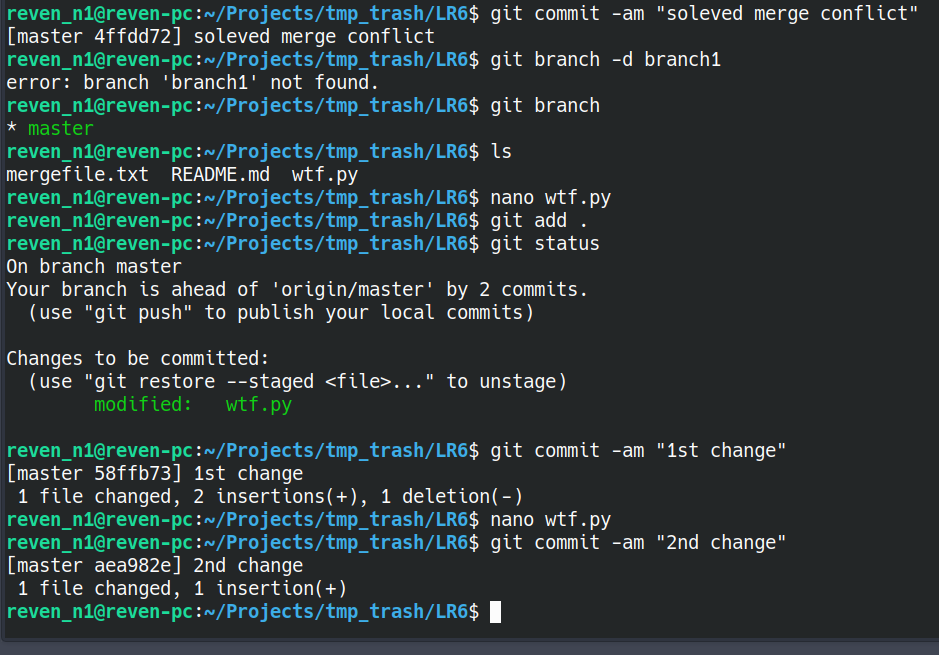 reven_n1@reven-pc:~/Projects/tmp_trash/LR6$ git commit -am "soleved merge conflict"
[master 4ffdd72] soleved merge conflict
reven_n1@reven-pc:~/Projects/tmp_trash/LR6$ git branch -d branch1
error: branch 'branch1' not found.
reven_n1@reven-pc:~/Projects/tmp_trash/LR6$ git branch
* master
reven_n1@reven-pc:~/Projects/tmp_trash/LR6$ ls
mergefile.txt  README.md  wtf.py
reven_n1@reven-pc:~/Projects/tmp_trash/LR6$ nano wtf.py
reven_n1@reven-pc:~/Projects/tmp_trash/LR6$ git add .
reven_n1@reven-pc:~/Projects/tmp_trash/LR6$ git status
On branch master
Your branch is ahead of 'origin/master' by 2 commits.
  (use "git push" to publish your local commits)

Changes to be committed:
  (use "git restore --staged <file>..." to unstage)
        modified:   wtf.py

reven_n1@reven-pc:~/Projects/tmp_trash/LR6$ git commit -am "1st change"
[master 58ffb73] 1st change
 1 file changed, 2 insertions(+), 1 deletion(-)
reven_n1@reven-pc:~/Projects/tmp_trash/LR6$ nano wtf.py
reven_n1@reven-pc:~/Projects/tmp_trash/LR6$ git commit -am "2nd change"
[master aea982e] 2nd change
 1 file changed, 1 insertion(+)
reven_n1@reven-pc:~/Projects/tmp_trash/LR6$